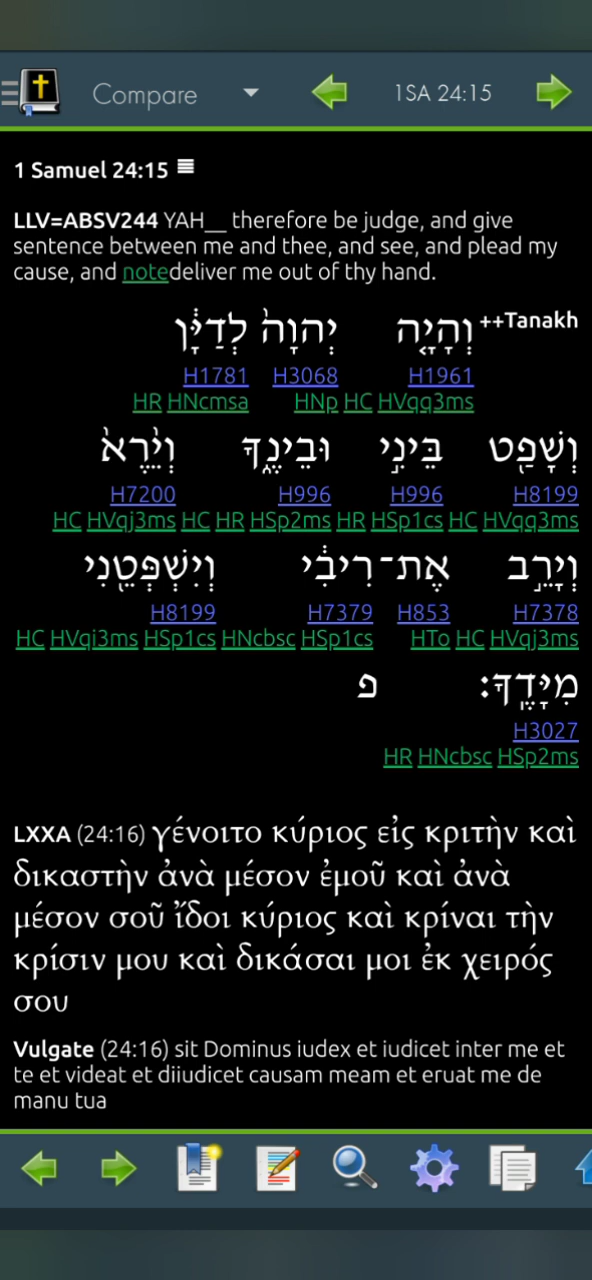 Compare
1SA 24:15
1 Samuel 24:15
LLV=ABSV244 YAH__ therefore be judge, and give
sentence between me and thee, and see, and plead my
cause, and notedeliver me out of thy hand.
++Tanakh וְהָיָ֤ה יְהוָה֙ לְדַיָּ֔ן
H1961 H3068 H1781
HR HNcmsa HNp HC HVqq3ms
וְשָׁפַ֖ט בֵּינִ֣י וּבֵינֶ֑ךָ וְיֵ֙רֶא֙
H8199 H996 H996 H7200
HC HVqj3ms HC HR HSp2ms HR HSp1cs HC HVqq3ms
וְיָרֵ֣ב אֶת־רִיבִ֔י וְיִשְׁפְּטֵ֖נִי
H7378 H853 H7379 H8199
HC HVqi3ms HSp1cs HNcbsc HSp1cs HTo HC HVqj3ms
מִיָּדֶֽךָ׃ פ
H3027
HR HNcbsc HSp2ms
LXXA (24:16) γένοιτο κύριος εἰς κριτὴν καὶ
δικαστὴν ἀνὰ μέσον ἐμοῦ καὶ ἀνὰ
μέσον σοῦ ἴδοι κύριος καὶ κρίναι τὴν
κρίσιν μου καὶ δικάσαι μοι ἐκ χειρός
σου
Vulgate (24:16) sit Dominus iudex et iudicet inter me et
te et videat et diiudicet causam meam et eruat me de
manu tua